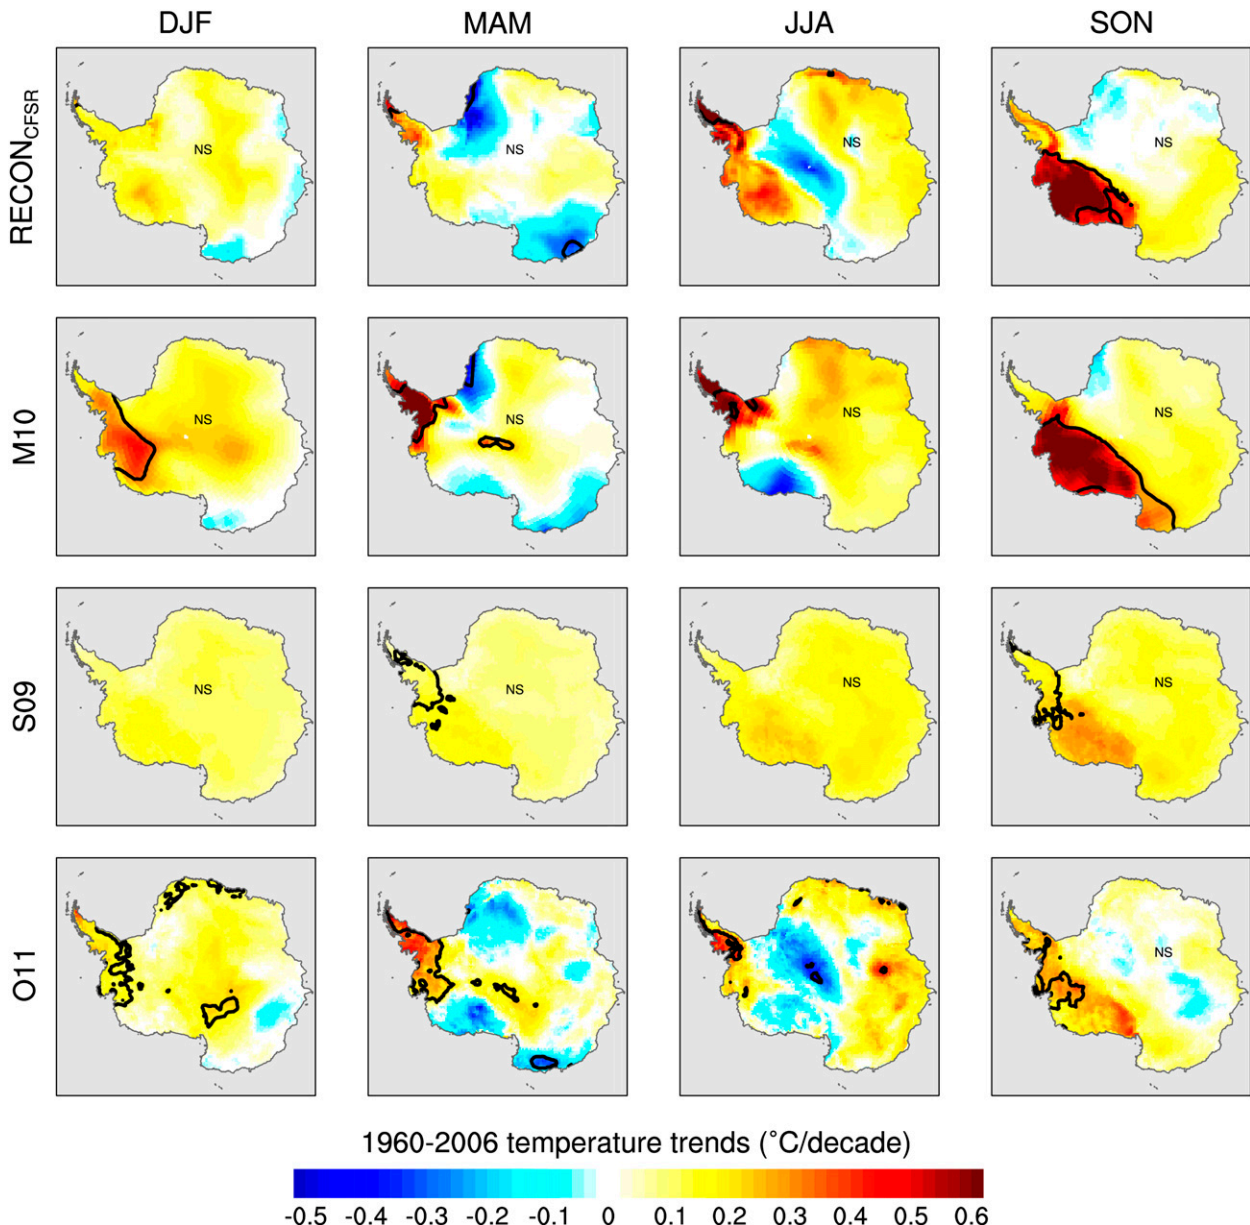 DJF MAM JJA SON
RECON_CFSR
NS NS NS NS
M10
NS NS NS NS
S09
NS NS NS NS
O11
NS
1960-2006 temperature trends (°C/decade)
-0.5 -0.4 -0.3 -0.2 -0.1 0 0.1 0.2 0.3 0.4 0.5 0.6